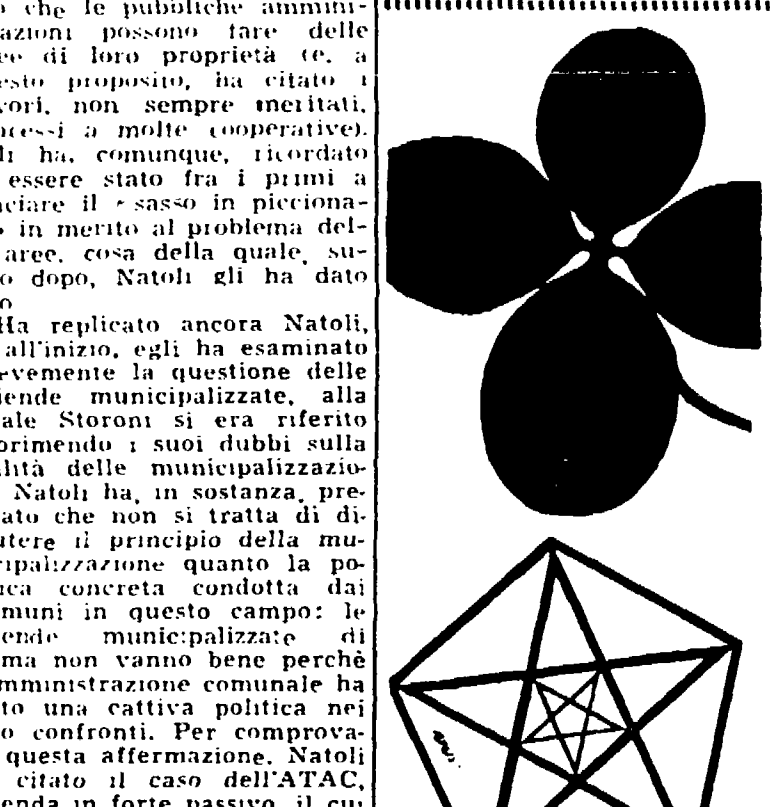 o che le pubbliche ammini-
azioni possono fare delle
ee di loro proprietà (e, a
esto proposito, ha citato i
vori, non sempre meritati,
ncessi a molte cooperative).
li ha, comunque, ricordato
essere stato fra i primi a
nciare il « sasso in picciona-
» in merito al problema del-
aree, cosa della quale, su-
o dopo, Natoli gli ha dato
o
Ha replicato ancora Natoli,
all'inizio, egli ha esaminato
evemente la questione delle
iende municipalizzate, alla
ale Storoni si era riferito
primendo i suoi dubbi sulla
alità delle municipalizzazio-
Natoli ha, in sostanza, pre-
ato che non si tratta di di-
utere il principio della mu-
ipalizzazione quanto la po-
ica concreta condotta dai
muni in questo campo: le
ende municipalizzate di
ma non vanno bene perchè
mministrazione comunale ha
to una cattiva politica nei
o confronti. Per comprova-
questa affermazione, Natoli
citato il caso dell'ATAC,
enda in forte passivo, il cui